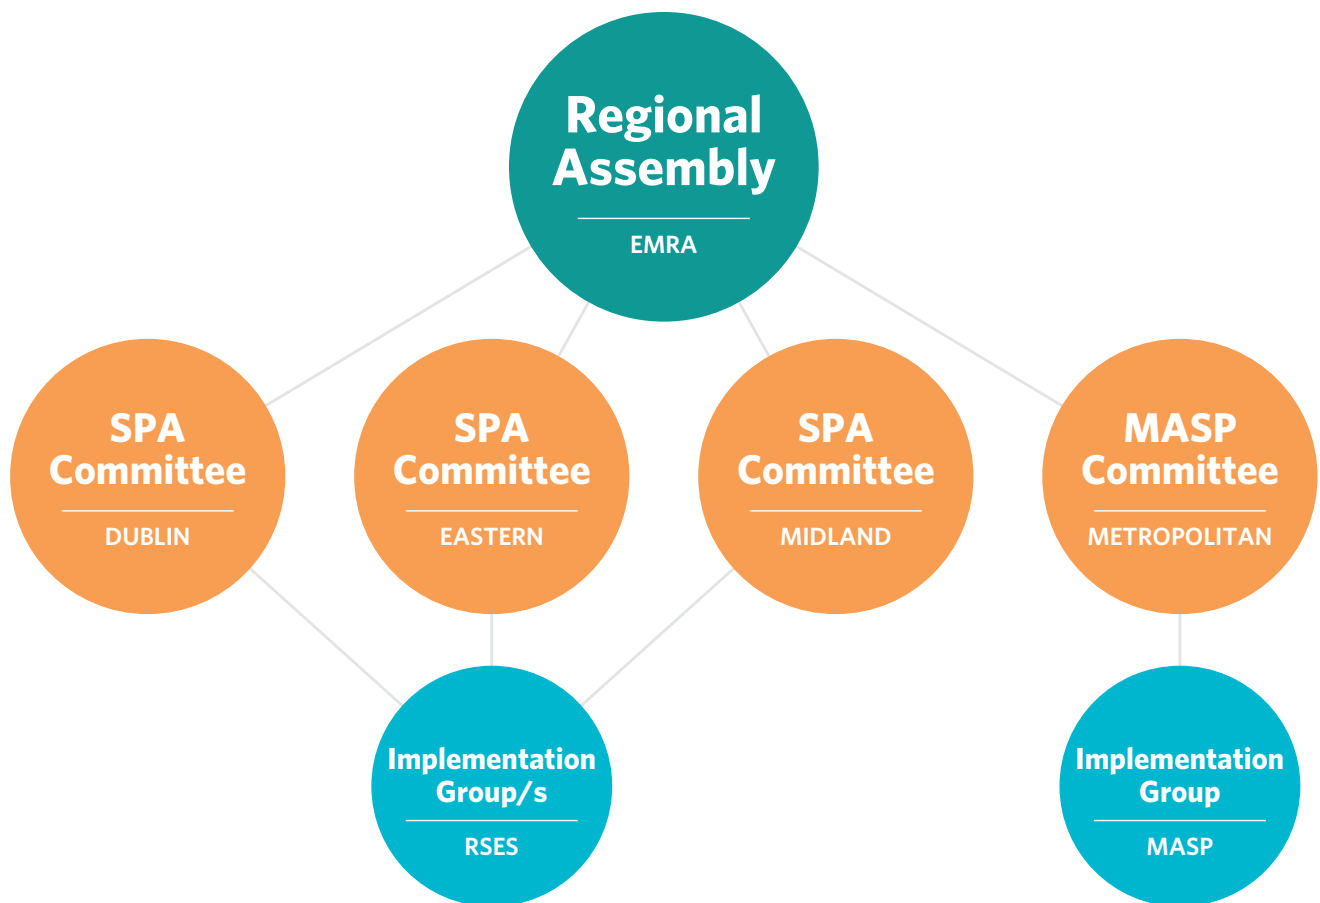 Regional
Assembly
EMRA
SPA
Committee
DUBLIN
SPA
Committee
EASTERN
SPA
Committee
MIDLAND
MASP
Committee
METROPOLITAN
Implementation
Group/s
RSES
Implementation
Group
MASP